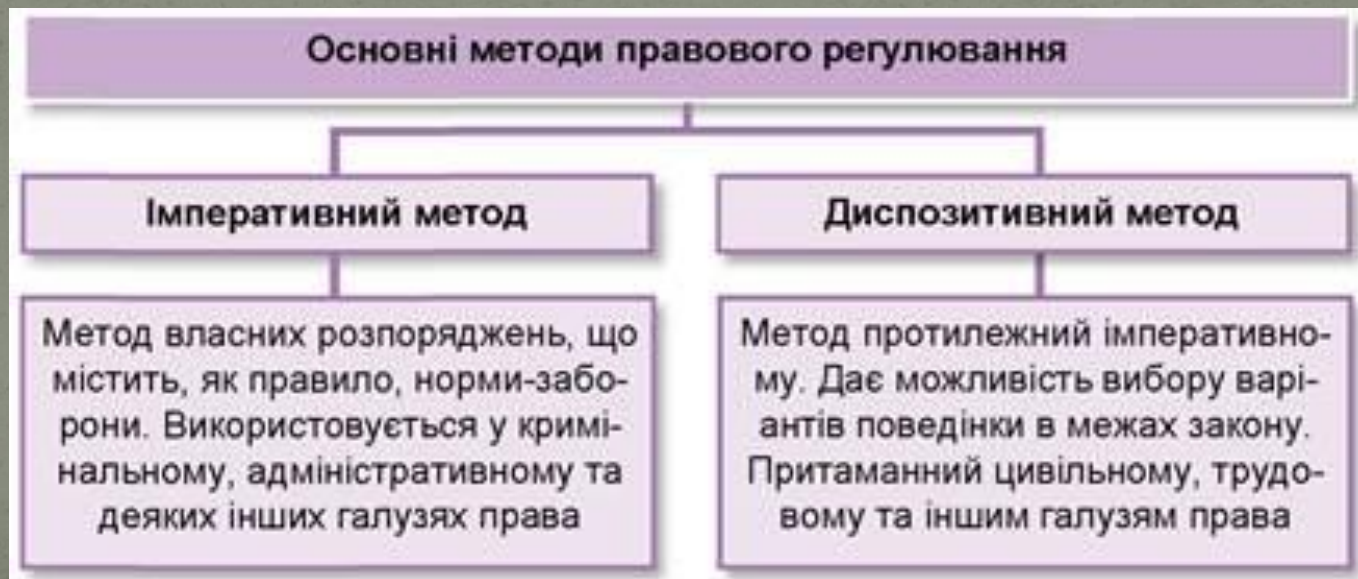 Основні методи правового регулювання
Імперативний метод
Метод власних розпоряджень, що
містить, як правило, норми-забо-
рони. Використовується у кримі-
нальному, адміністративному та
деяких інших галузях права
Диспозитивний метод
Метод протилежний імперативно-
му. Дає можливість вибору варі-
антів поведінки в межах закону.
Притаманний цивільному, трудо-
вому та іншим галузям права